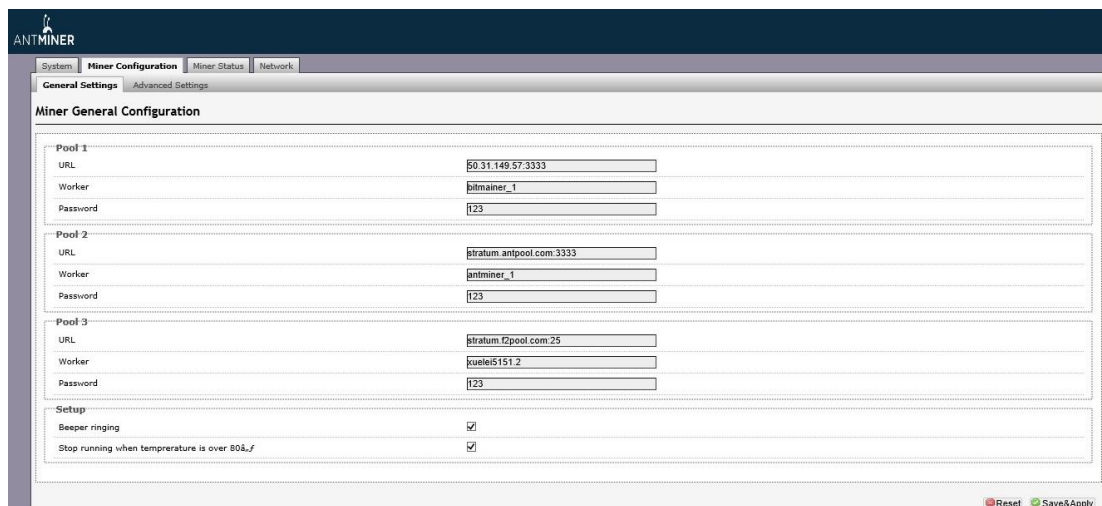 ANTMINER
System Miner Configuration Miner Status Network
General Settings Advanced Settings
Miner General Configuration
Pool 1
URL 50.31.149.57:3333
Worker bitmainer_1
Password 123
Pool 2
URL stratum.antpool.com:3333
Worker antminer_1
Password 123
Pool 3
URL stratum.f2pool.com:25
Worker xuelei5151.2
Password 123
Setup
Beeper ringing
Stop running when temprerature is over 80â„ƒ
Reset Save&Apply